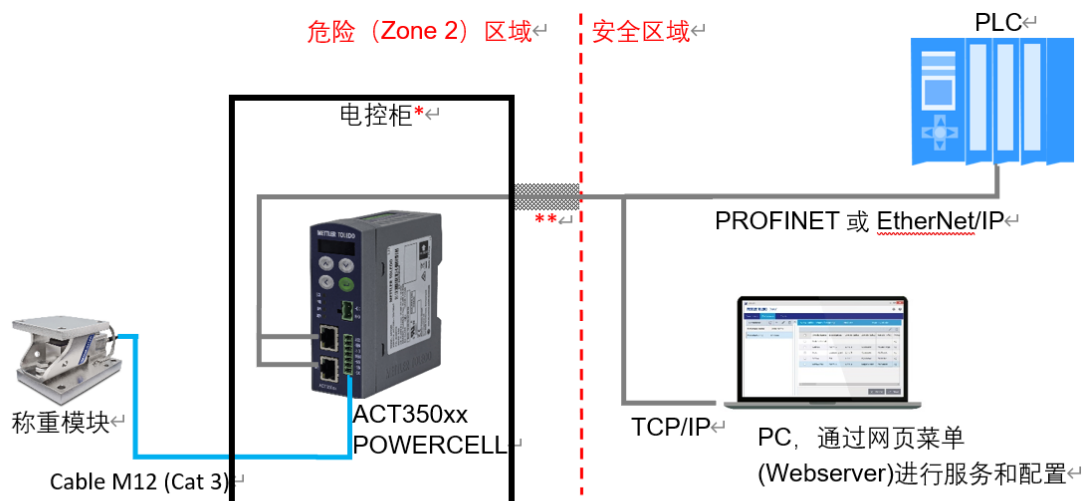 危险（Zone 2）区域
安全区域
PLC
电控柜*
**
PROFINET 或 EtherNet/IP
METTLER TOLEDO
ACT350xx
ACT350xx
POWERCELL
称重模块
Cable M12 (Cat 3)
TCP/IP
PC，通过网页菜单
(Webserver)进行服务和配置